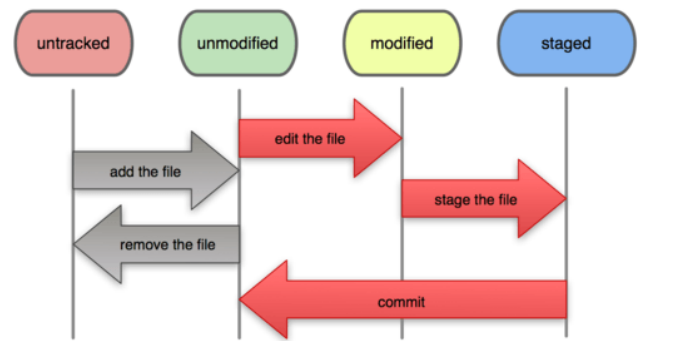 untracked
unmodified
modified
staged
edit the file
add the file
stage the file
remove the file
commit